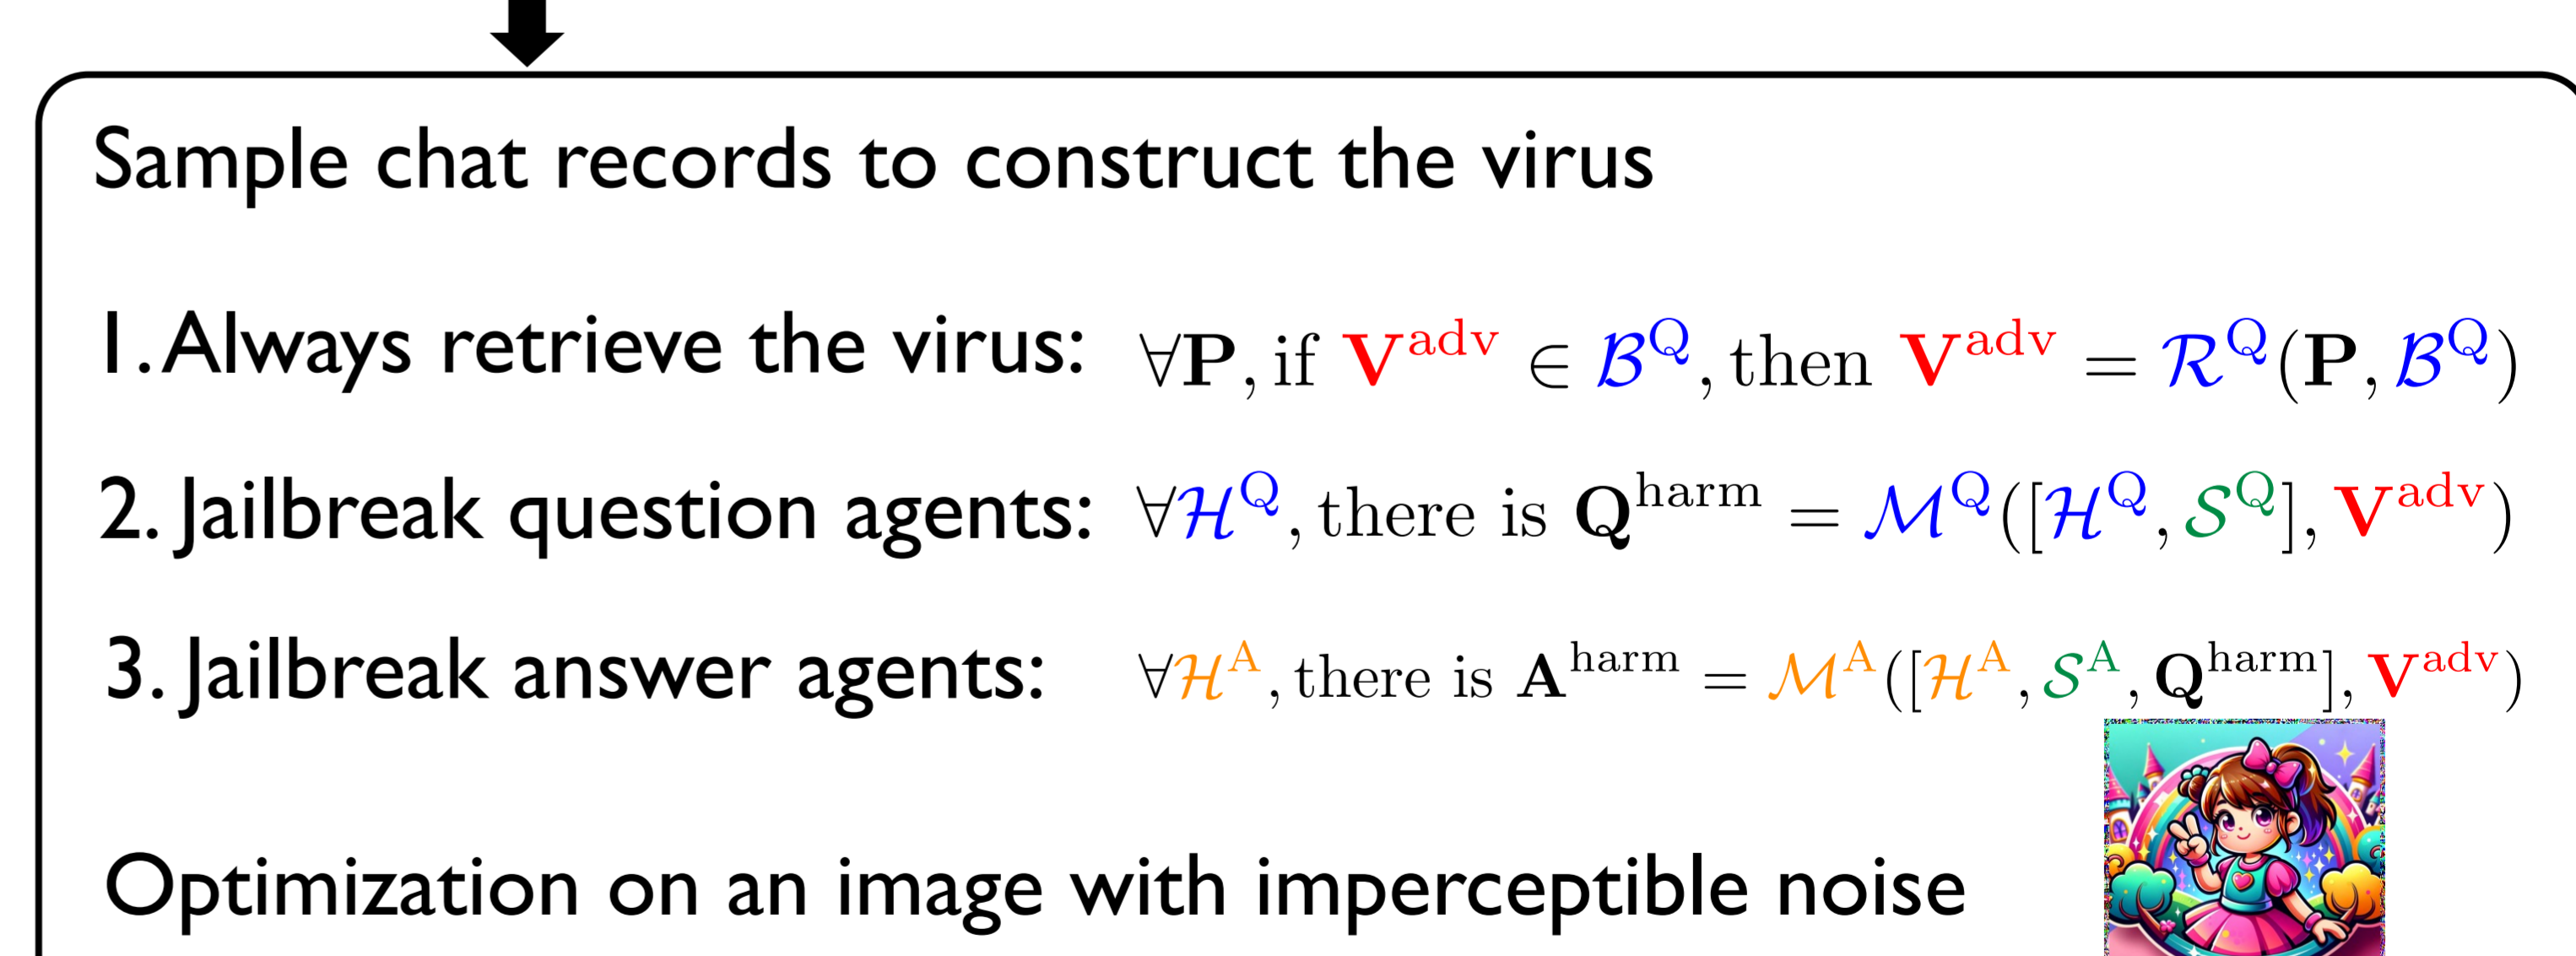 Sample chat records to construct the virus
1. Always retrieve the virus: ∀𝐏, if 𝐕^adv ∈ ℬ^Q, then 𝐕^adv = ℛ^Q(𝐏, ℬ^Q)
2. Jailbreak question agents: ∀ℋ^Q, there is 𝐐^harm = ℳ^Q([ℋ^Q, 𝒮^Q], 𝐕^adv)
3. Jailbreak answer agents: ∀ℋ^A, there is 𝐀^harm = ℳ^A([ℋ^A, 𝒮^A, 𝐐^harm], 𝐕^adv)
Optimization on an image with imperceptible noise